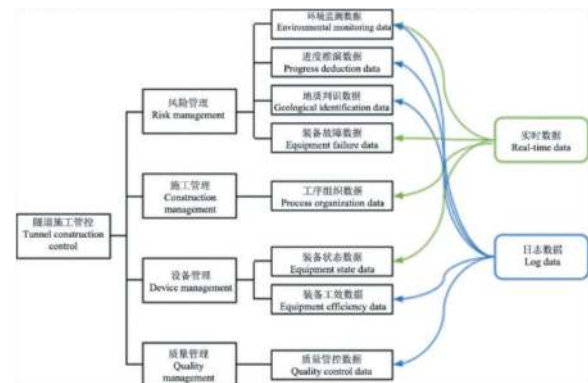 隧道施工管控
Tunnel construction
control
风险管理
Risk management
施工管理
Construction
management
设备管理
Device management
质量管理
Quality
management
环境监测数据
Environmental monitoring data
进度推演数据
Progress deduction data
地质判识数据
Geological identification data
装备故障数据
Equipment failure data
工序组织数据
Process organization data
装备状态数据
Equipment state data
装备工效数据
Equipment efficiency data
质量管控数据
Quality control data
实时数据
Real-time data
日志数据
Log data